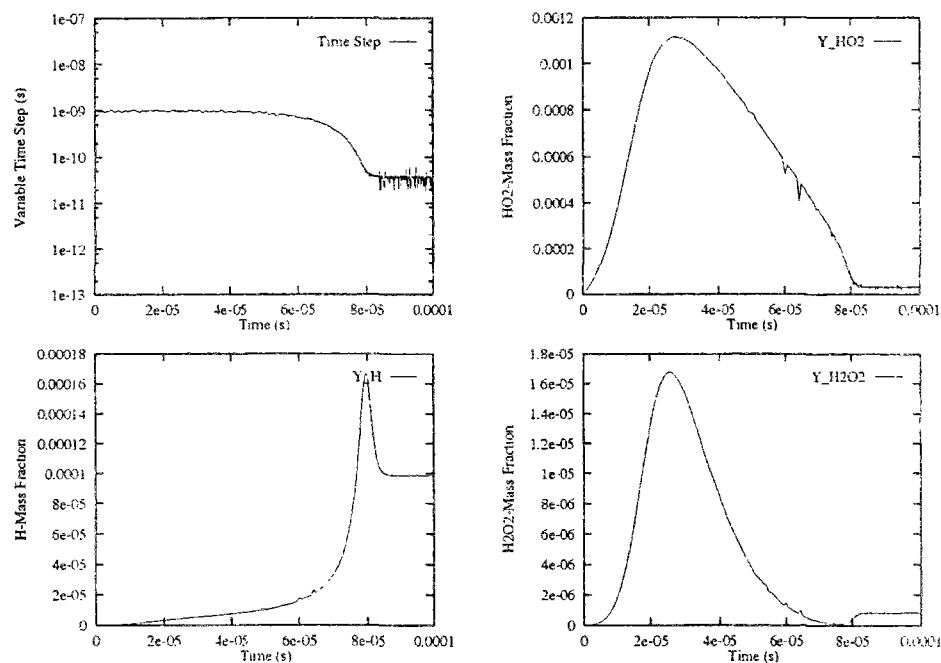 1e-07
1e-08
1e-09
1e-10
1e-11
1e-12
1e-13
Variable Time Step (s)
Time Step
0 2e-05 4e-05 6e-05 8e-05 0.0001
Time (s)
0.0012
0.001
0.0008
0.0006
0.0004
0.0002
0
HO2-Mass Fraction
Y_HO2
0 2e-05 4e-05 6e-05 8e-05 0.0001
Time (s)
0.00018
0.00016
0.00014
0.00012
0.0001
8e-05
6e-05
4e-05
2e-05
0
H-Mass Fraction
Y_H
0 2e-05 4e-05 6e-05 8e-05 0.0001
Time (s)
1.8e-05
1.6e-05
1.4e-05
1.2e-05
1e-05
8e-06
6e-06
4e-06
2e-06
0
H2O2-Mass Fraction
Y_H2O2
0 2e-05 4e-05 6e-05 8e-05 0.0001
Time (s)